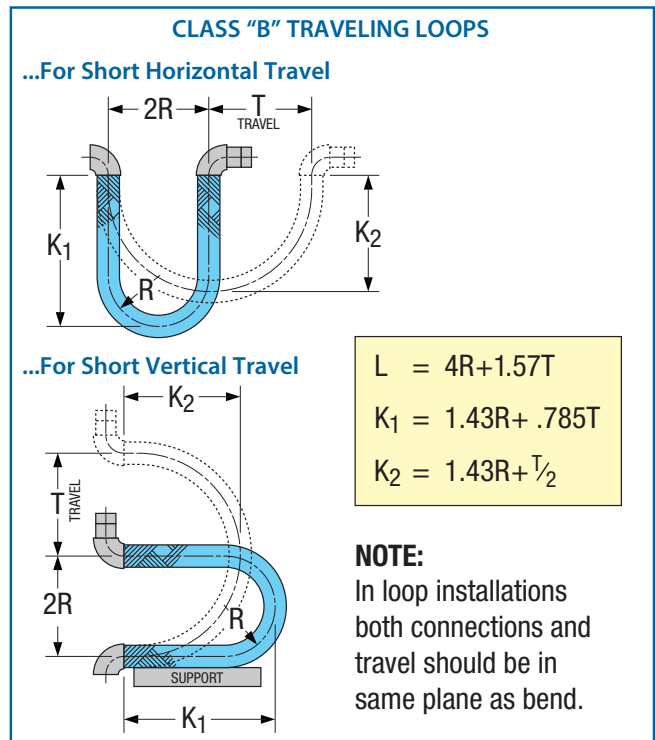 CLASS “B” TRAVELING LOOPS
...For Short Horizontal Travel
2R
T
TRAVEL
K₁
K₂
R
...For Short Vertical Travel
K₂
T
TRAVEL
2R
R
SUPPORT
K₁
L = 4R+1.57T
K₁ = 1.43R+ .785T
K₂ = 1.43R+ T⁄2
NOTE:
In loop installations
both connections and
travel should be in
same plane as bend.